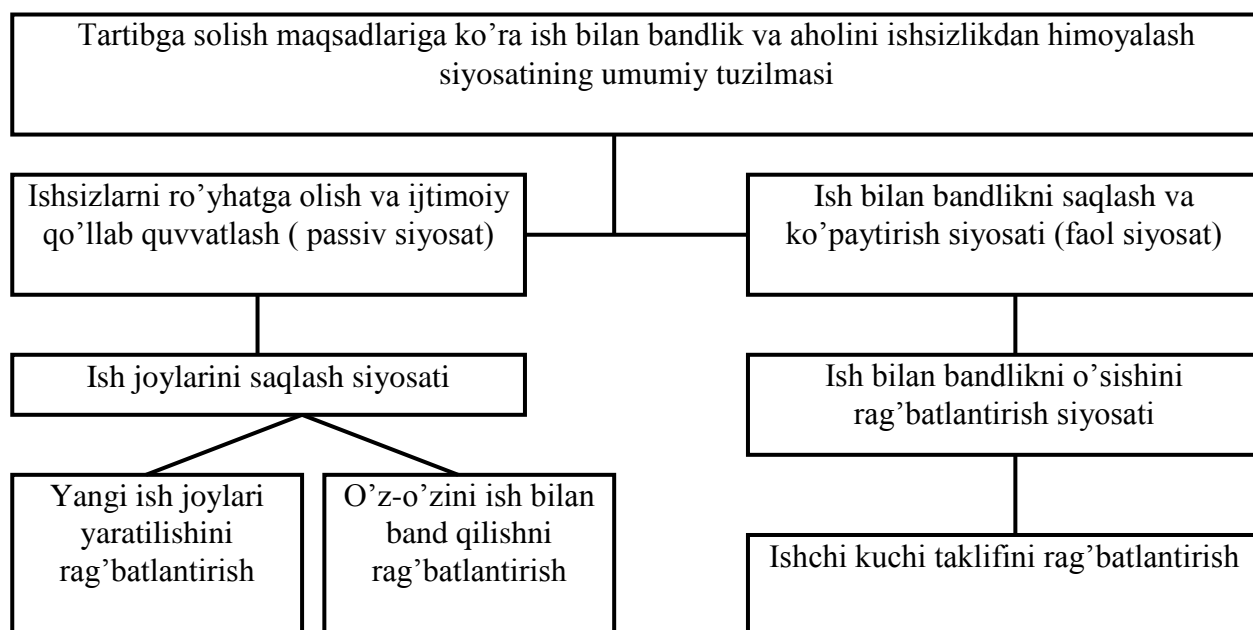 Tartibga solish maqsadlariga ko’ra ish bilan bandlik va aholini ishsizlikdan himoyalash
siyosatining umumiy tuzilmasi
Ishsizlarni ro’yhatga olish va ijtimoiy
qo’llab quvvatlash ( passiv siyosat)
Ish bilan bandlikni saqlash va
ko’paytirish siyosati (faol siyosat)
Ish joylarini saqlash siyosati
Ish bilan bandlikni o’sishini
rag’batlantirish siyosati
Yangi ish joylari
yaratilishini
rag’batlantirish
O’z-o’zini ish bilan
band qilishni
rag’batlantirish
Ishchi kuchi taklifini rag’batlantirish